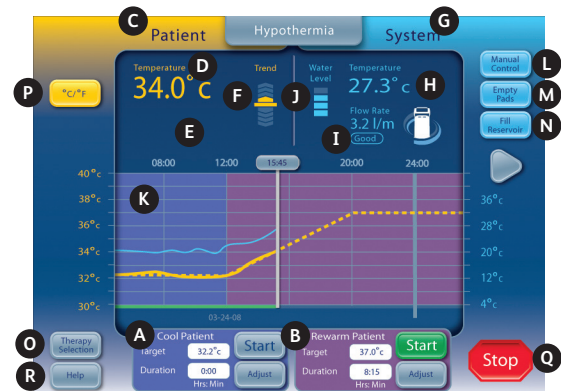 C Patient Hypothermia System G
Temperature D
34.0°c
Trend
F
E
Water Level
J
Temperature
27.3°c H
Flow Rate
3.2 l/m
I Good
P °C/°F
Manual Control L
Empty Pads M
Fill Reservoir N
08:00 12:00 15:45 20:00 24:00
40°c
38°c K 36°c
36°c 28°c
34°c 20°c
32°c 12°c
30°c 4°c
03-24-08
A Cool Patient
Target 32.2°c Start
Duration 0:00 Adjust
Hrs: Min
B Rewarm Patient
Target 37.0°c Start
Duration 8:15 Adjust
Hrs: Min
O Therapy Selection
R Help
Stop Q